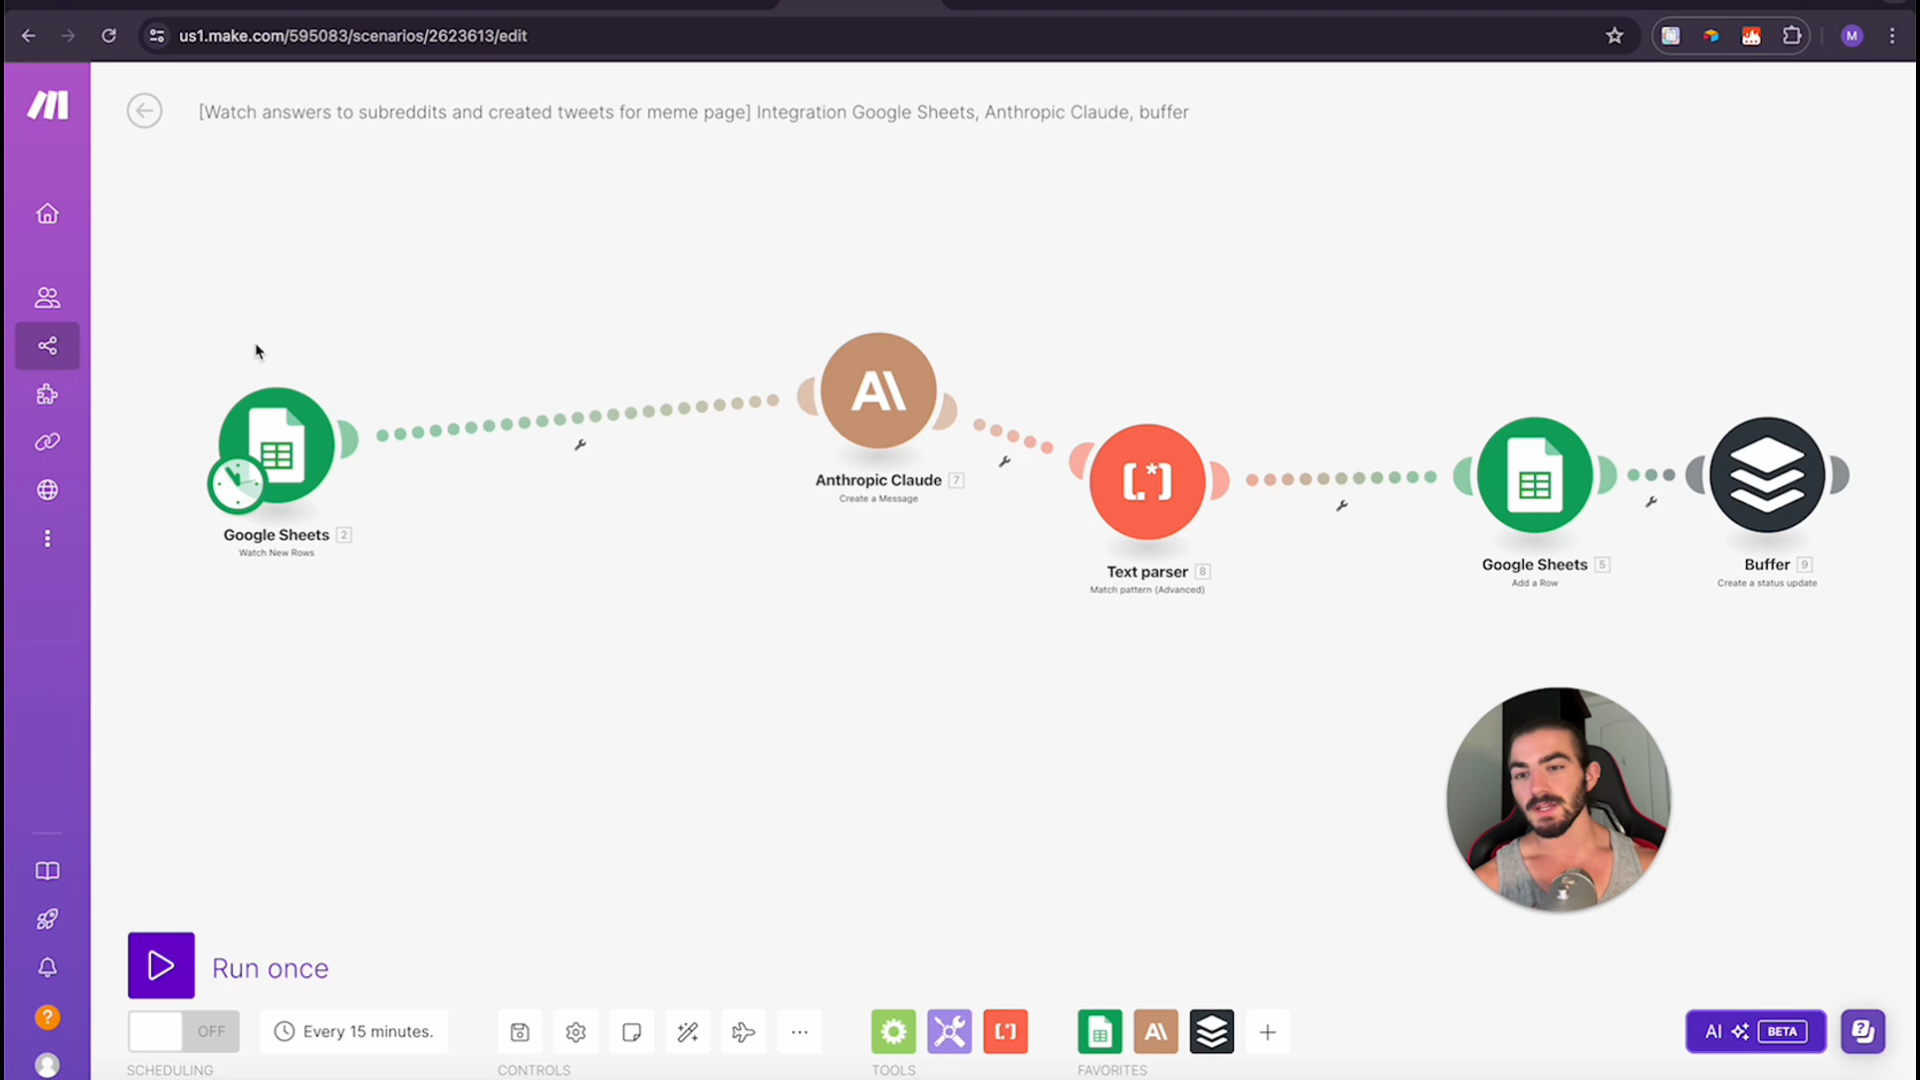 us1.make.com/595083/scenarios/2623613/edit
M
[Watch answers to subreddits and created tweets for meme page] Integration Google Sheets, Anthropic Claude, buffer
Google Sheets 2
Watch New Rows
Anthropic Claude 7
Create a Message
Text parser 8
Match pattern (Advanced)
Google Sheets 5
Add a Row
Buffer 9
Create a status update
Run once
OFF
Every 15 minutes.
AI BETA
SCHEDULING
CONTROLS
TOOLS
FAVORITES